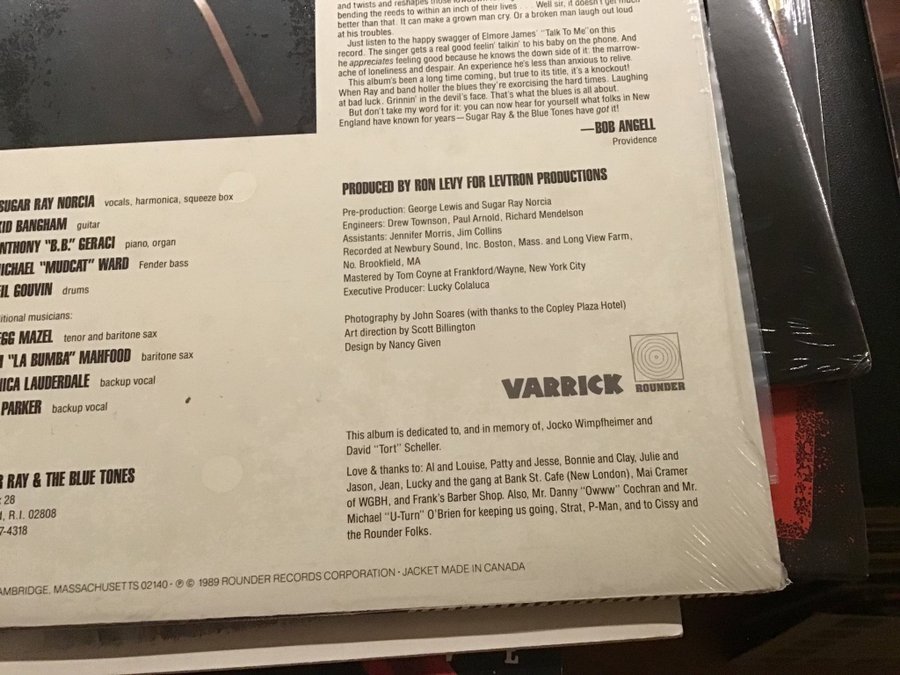 and twists and reshapes those
bending the reeds to within an inch of their lives . . . Well sir, it doesn't get much
better than that. It can make a grown man cry. Or a broken man laugh out loud
at his troubles.
Just listen to the happy swagger of Elmore James' "Talk To Me" on this
record. The singer gets a real good feelin' talkin' to his baby on the phone. And
he appreciates feeling good because he knows the down side of it: the marrow-
ache of loneliness and despair. An experience he's less than anxious to relive.
This album's been a long time coming, but true to its title, it's a knockout!
When Ray and band holler the blues they're exorcising the hard times. Laughing
at bad luck. Grinnin' in the devil's face. That's what the blues is all about.
But don't take my word for it: you can now hear for yourself what folks in New
England have known for years—Sugar Ray & the Blue Tones have got it!
—BOB ANGELL
Providence
SUGAR RAY NORCIA vocals, harmonica, squeeze box
KID BANGHAM guitar
NTHONY "B.B." GERACI piano, organ
ICHAEL "MUDCAT" WARD Fender bass
EIL GOUVIN drums
itional musicians:
EGG MAZEL tenor and baritone sax
"LA BUMBA" MAHFOOD baritone sax
NICA LAUDERDALE backup vocal
PARKER backup vocal
R RAY & THE BLUE TONES
28
, R.I. 02808
7-4318
PRODUCED BY RON LEVY FOR LEVTRON PRODUCTIONS
Pre-production: George Lewis and Sugar Ray Norcia
Engineers: Drew Townson, Paul Arnold, Richard Mendelson
Assistants: Jennifer Morris, Jim Collins
Recorded at Newbury Sound, Inc. Boston, Mass. and Long View Farm,
No. Brookfield, MA
Mastered by Tom Coyne at Frankford/Wayne, New York City
Executive Producer: Lucky Colaluca
Photography by John Soares (with thanks to the Copley Plaza Hotel)
Art direction by Scott Billington
Design by Nancy Given
VARRICK
ROUNDER
This album is dedicated to, and in memory of, Jocko Wimpfheimer and
David "Tort" Scheller.
Love & thanks to: Al and Louise, Patty and Jesse, Bonnie and Clay, Julie and
Jason, Jean, Lucky and the gang at Bank St. Cafe (New London), Mai Cramer
of WGBH, and Frank's Barber Shop. Also, Mr. Danny "Owww" Cochran and Mr.
Michael "U-Turn" O'Brien for keeping us going, Strat, P-Man, and to Cissy and
the Rounder Folks.
AMBRIDGE, MASSACHUSETTS 02140 · ℗ © 1989 ROUNDER RECORDS CORPORATION · JACKET MADE IN CANADA